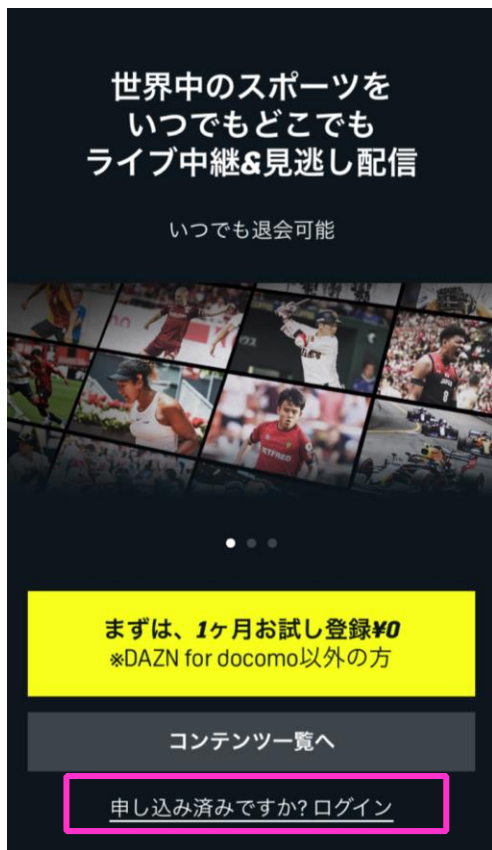 世界中のスポーツを
いつでもどこでも
ライブ中継&見逃し配信
いつでも退会可能
JAPAN
8
BETFRED
まずは、1ヶ月お試し登録¥0
※DAZN for docomo以外の方
コンテンツ一覧へ
申し込み済みですか? ログイン